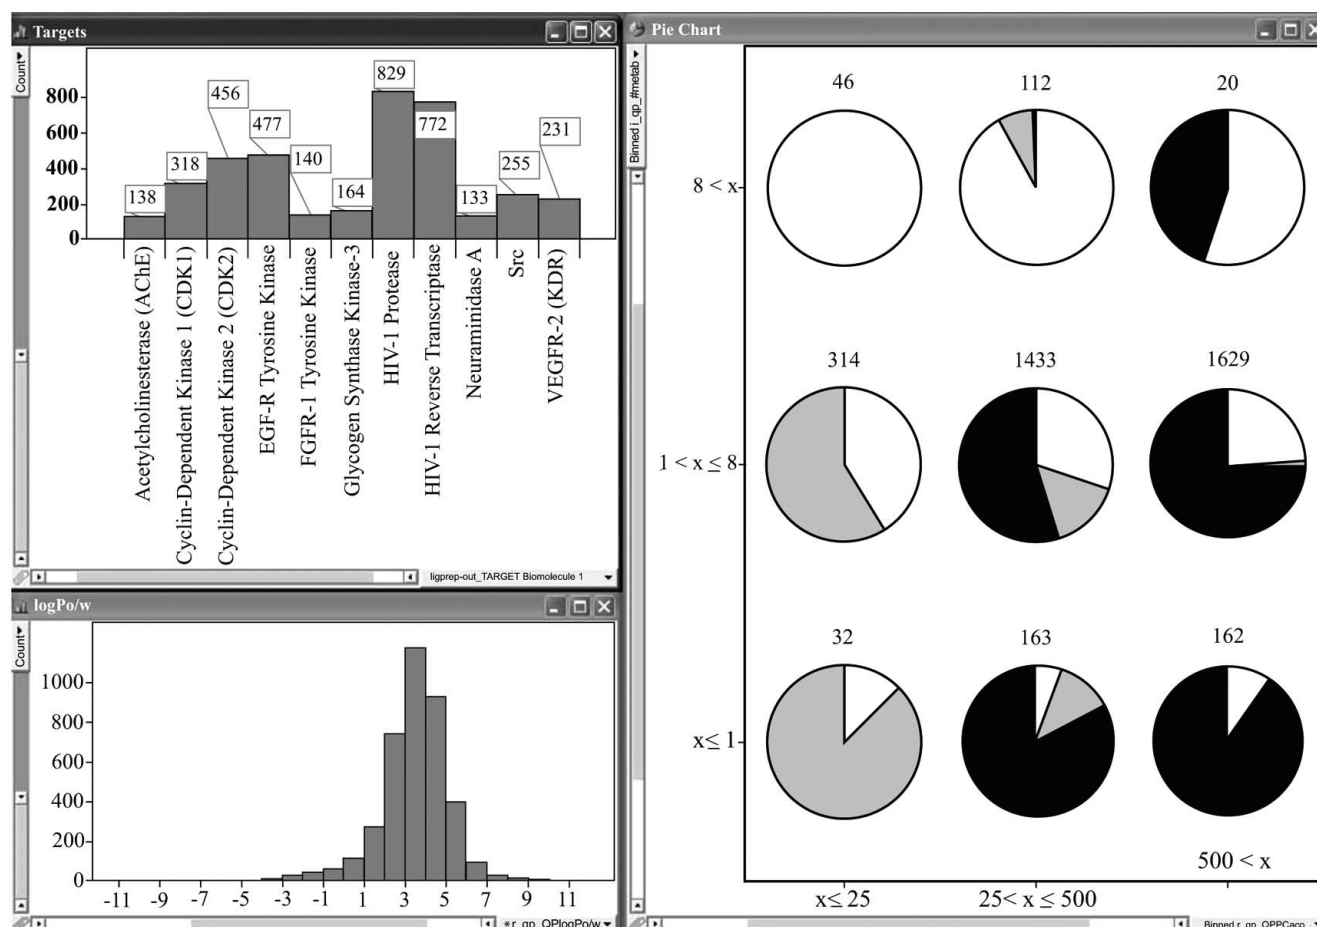 Targets
Count
800
600
400
200
0
138
318
456
477
140
164
829
772
133
255
231
Acetylcholinesterase (AChE)
Cyclin-Dependent Kinase 1 (CDK1)
Cyclin-Dependent Kinase 2 (CDK2)
EGF-R Tyrosine Kinase
FGFR-1 Tyrosine Kinase
Glycogen Synthase Kinase-3
HIV-1 Protease
HIV-1 Reverse Transcriptase
Neuraminidase A
Src
VEGFR-2 (KDR)
ligprep-out_TARGET Biomolecule 1
logPo/w
Count
1000
800
600
400
200
0
-11 -9 -7 -5 -3 -1 1 3 5 7 9 11
*r_qp_QPlogPo/w
Pie Chart
Binned i_qp_#metab
46 112 20
8 < x
314 1433 1629
1 < x ≤ 8
32 163 162
x ≤ 1
500 < x
x ≤ 25 25 < x ≤ 500
Binned r_qp_QPPCaco